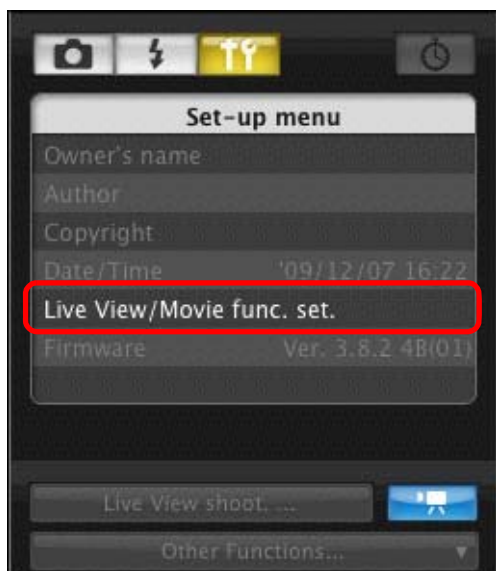 Set-up menu
Owner's name
Author
Copyright
Date/Time '09/12/07 16:22
Live View/Movie func. set.
Firmware Ver. 3.8.2 4B(01)
Live View shoot. ...
Other Functions...